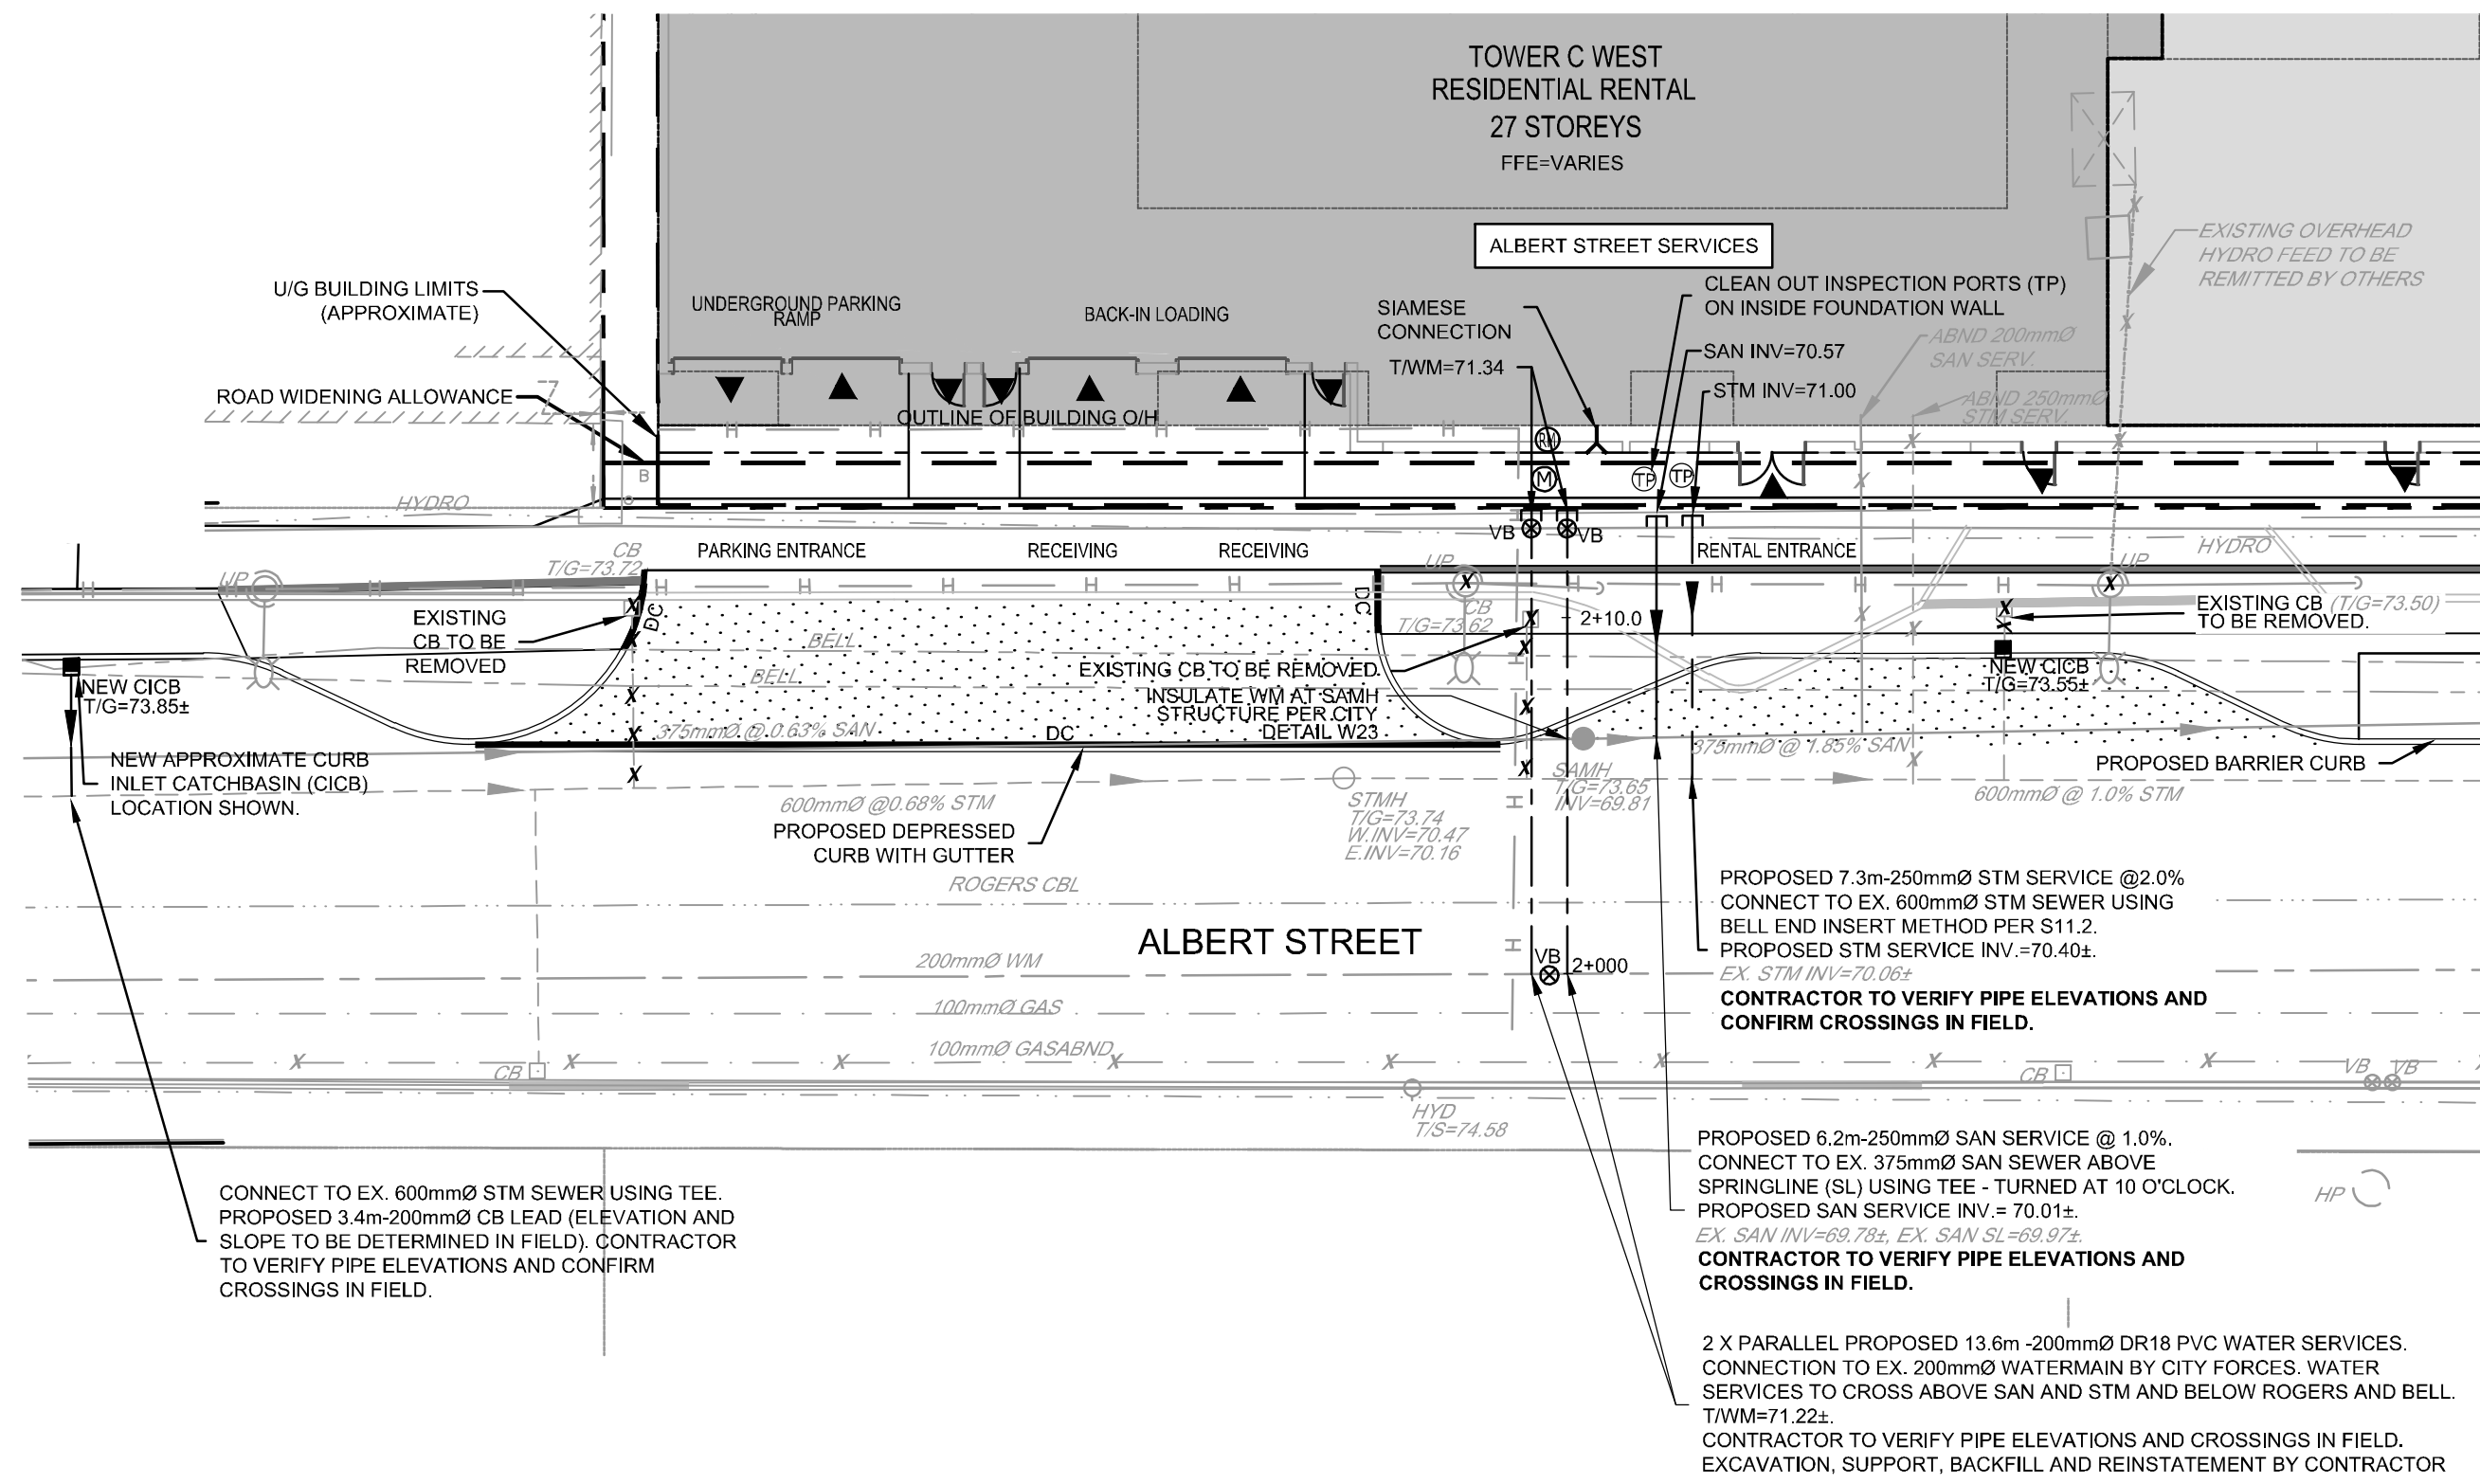 TOWER C WEST
RESIDENTIAL RENTAL
27 STOREYS
FFE=VARIES
ALBERT STREET SERVICES
EXISTING OVERHEAD
HYDRO FEED TO BE
REMITTED BY OTHERS
U/G BUILDING LIMITS
(APPROXIMATE)
UNDERGROUND PARKING
RAMP
BACK-IN LOADING
SIAMESE
CONNECTION
T/WM=71.34
CLEAN OUT INSPECTION PORTS (TP)
ON INSIDE FOUNDATION WALL
SAN INV=70.57
STM INV=71.00
ABND 200mmØ
SAN SERV.
ABND 250mmØ
STM SERV.
ROAD WIDENING ALLOWANCE
OUTLINE OF BUILDING O/H
H H H H H
RM
B
M
TP
TP
HYDRO
VB
VB
CB
T/G=73.72
PARKING ENTRANCE
RECEIVING
RECEIVING
RENTAL ENTRANCE
HYDRO
UP
UP
UP
H H H H H H H H H H H
EXISTING
CB TO BE
REMOVED
DC
DC
CB
T/G=73.62
2+10.0
EXISTING CB (T/G=73.50)
TO BE REMOVED.
BELL
BELL
EXISTING CB TO BE REMOVED.
INSULATE WM AT SAMH
STRUCTURE PER CITY
DETAIL W23
NEW CICB
T/G=73.85±
NEW CICB
T/G=73.55±
375mmØ @ 0.63% SAN
DC
375mmØ @ 1.85% SAN
NEW APPROXIMATE CURB
INLET CATCHBASIN (CICB)
LOCATION SHOWN.
PROPOSED BARRIER CURB
600mmØ @0.68% STM
PROPOSED DEPRESSED
CURB WITH GUTTER
STMH
T/G=73.74
W.INV=70.47
E.INV=70.16
SAMH
T/G=73.65
INV=69.81
600mmØ @ 1.0% STM
ROGERS CBL
PROPOSED 7.3m-250mmØ STM SERVICE @2.0%
CONNECT TO EX. 600mmØ STM SEWER USING
BELL END INSERT METHOD PER S11.2.
PROPOSED STM SERVICE INV.=70.40±.
EX. STM INV=70.06±
CONTRACTOR TO VERIFY PIPE ELEVATIONS AND
CONFIRM CROSSINGS IN FIELD.
ALBERT STREET
200mmØ WM
VB
2+000
100mmØ GAS
100mmØ GASABND
CB
CB
VB
VB
HYD
T/S=74.58
CONNECT TO EX. 600mmØ STM SEWER USING TEE.
PROPOSED 3.4m-200mmØ CB LEAD (ELEVATION AND
SLOPE TO BE DETERMINED IN FIELD). CONTRACTOR
TO VERIFY PIPE ELEVATIONS AND CONFIRM
CROSSINGS IN FIELD.
PROPOSED 6.2m-250mmØ SAN SERVICE @ 1.0%.
CONNECT TO EX. 375mmØ SAN SEWER ABOVE
SPRINGLINE (SL) USING TEE - TURNED AT 10 O'CLOCK.
PROPOSED SAN SERVICE INV.= 70.01±.
EX. SAN INV=69.78±, EX. SAN SL=69.97±.
CONTRACTOR TO VERIFY PIPE ELEVATIONS AND
CROSSINGS IN FIELD.
HP
2 X PARALLEL PROPOSED 13.6m -200mmØ DR18 PVC WATER SERVICES.
CONNECTION TO EX. 200mmØ WATERMAIN BY CITY FORCES. WATER
SERVICES TO CROSS ABOVE SAN AND STM AND BELOW ROGERS AND BELL.
T/WM=71.22±.
CONTRACTOR TO VERIFY PIPE ELEVATIONS AND CROSSINGS IN FIELD.
EXCAVATION, SUPPORT, BACKFILL AND REINSTATEMENT BY CONTRACTOR